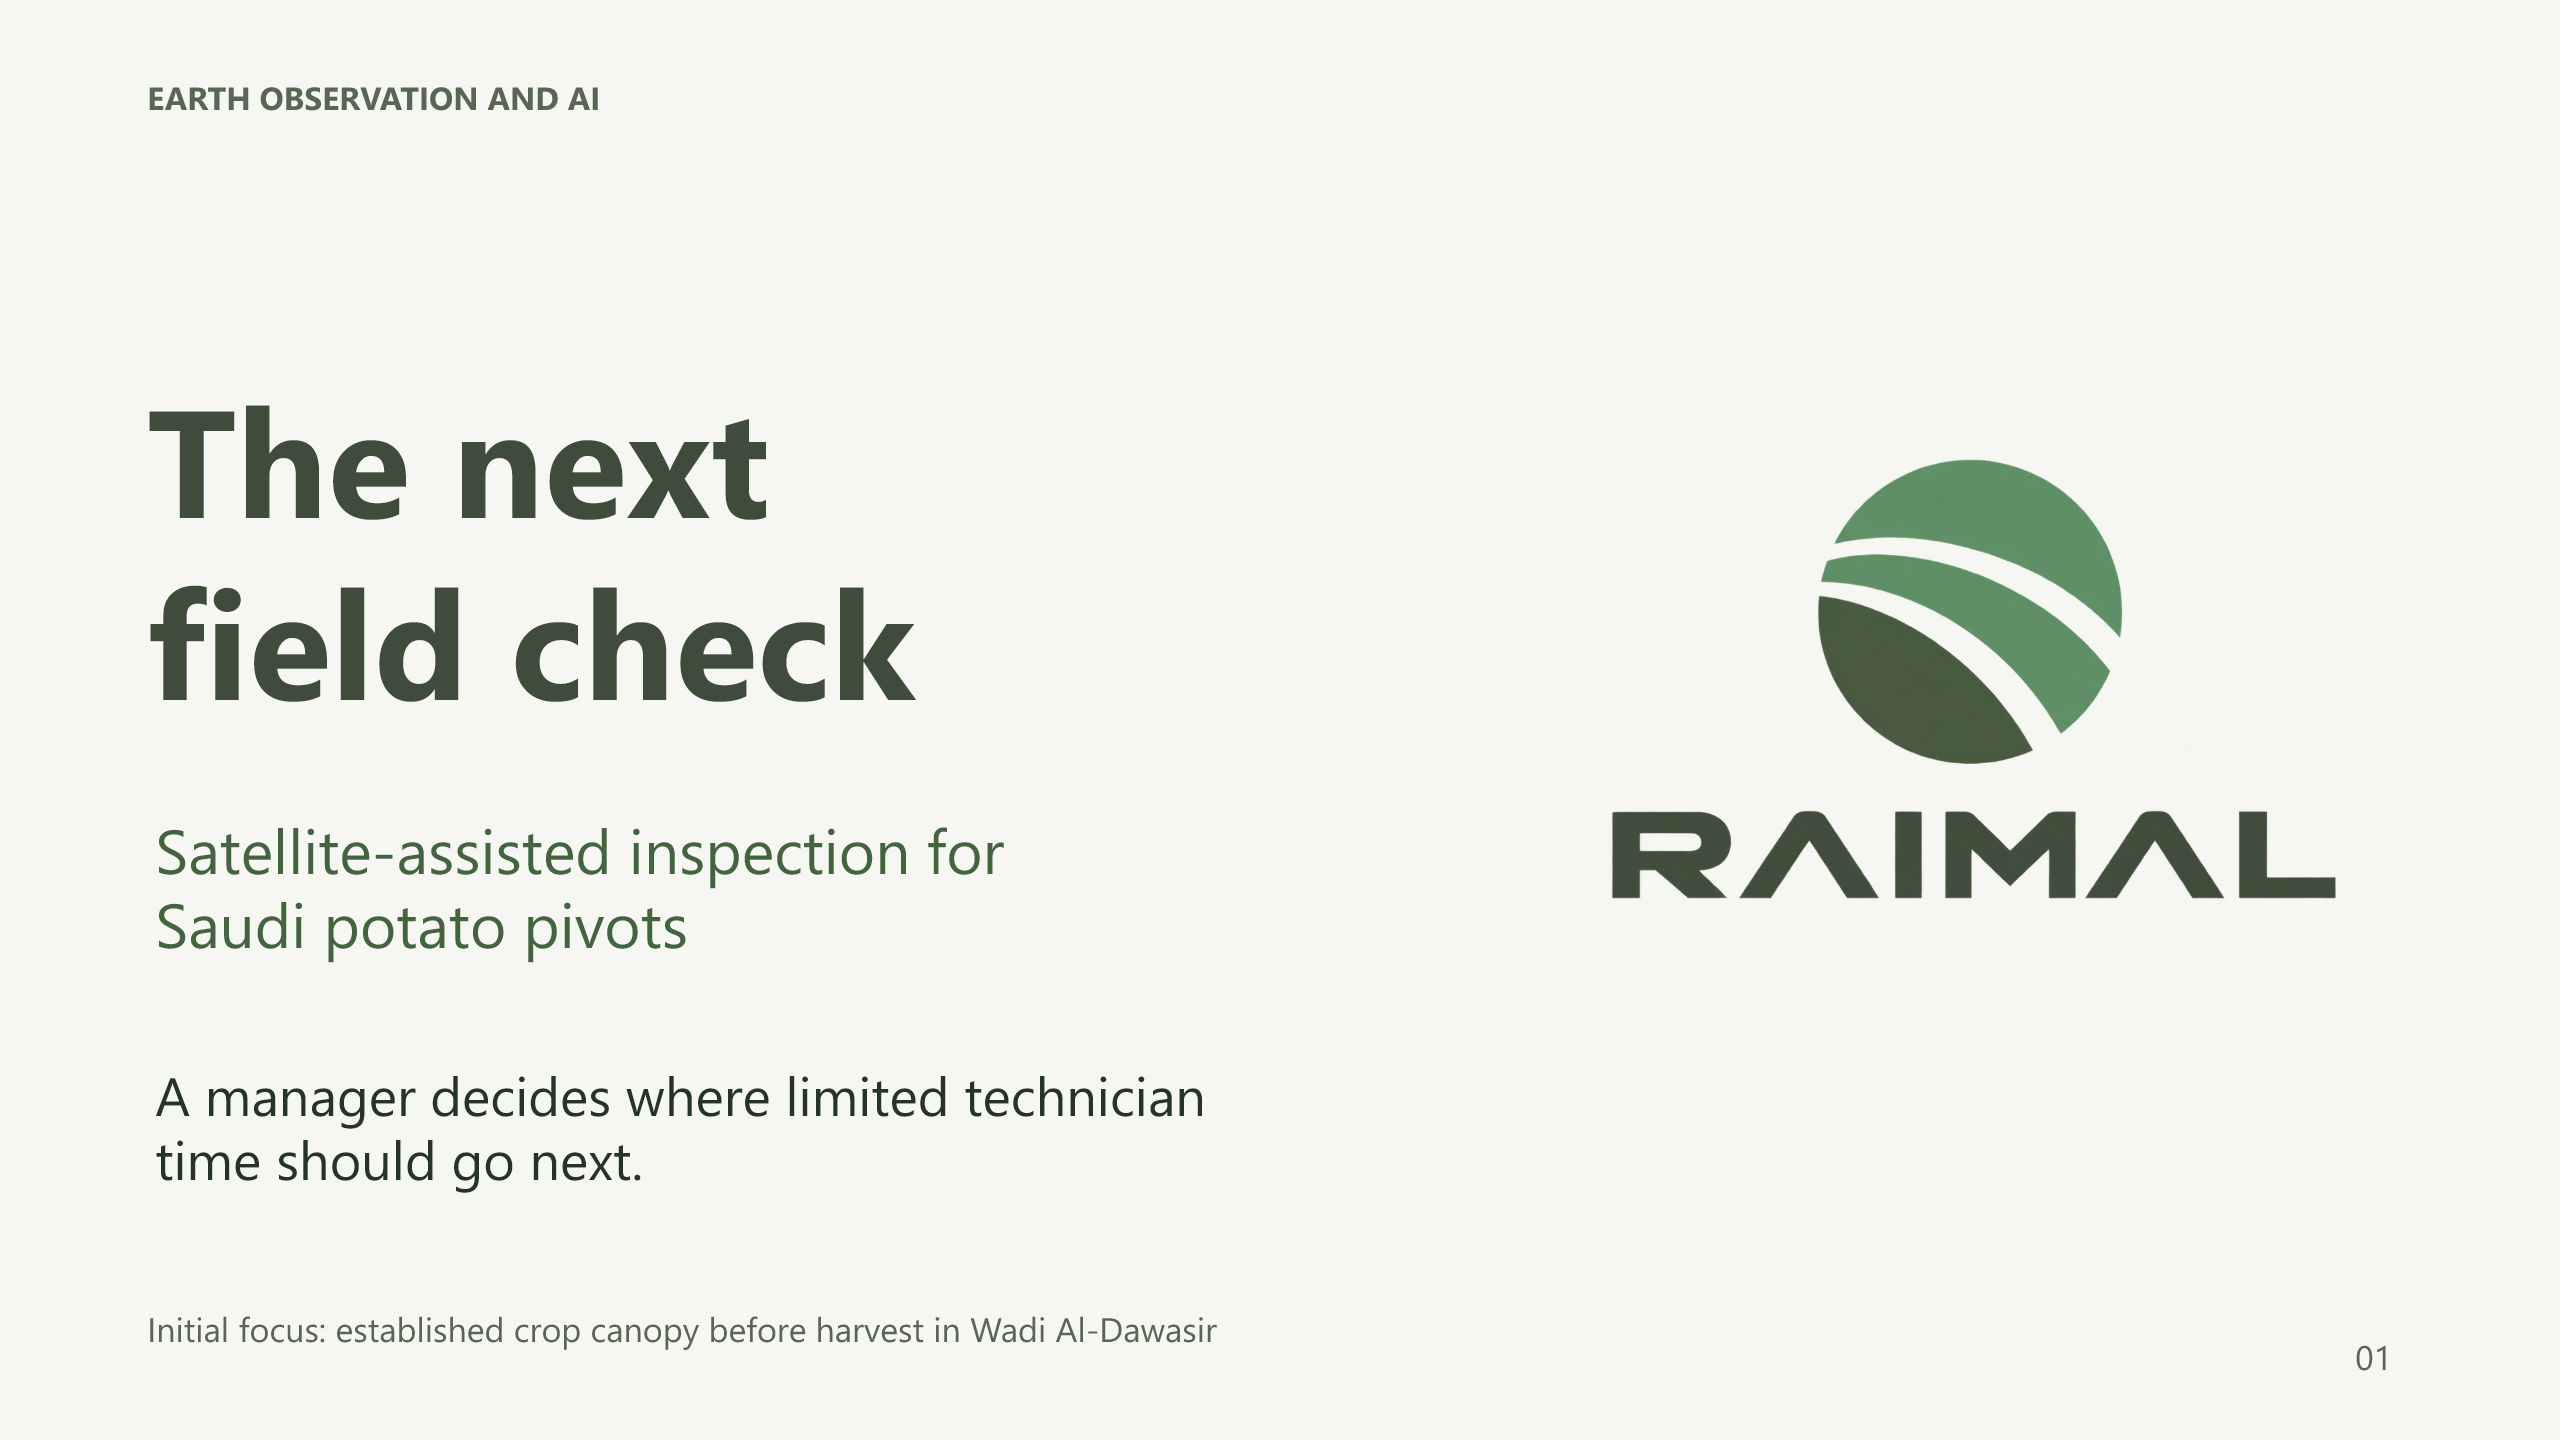 EARTH OBSERVATION AND AI
The next
field check
Satellite-assisted inspection for
Saudi potato pivots
A manager decides where limited technician
time should go next.
Initial focus: established crop canopy before harvest in Wadi Al-Dawasir
RAIMAL
01